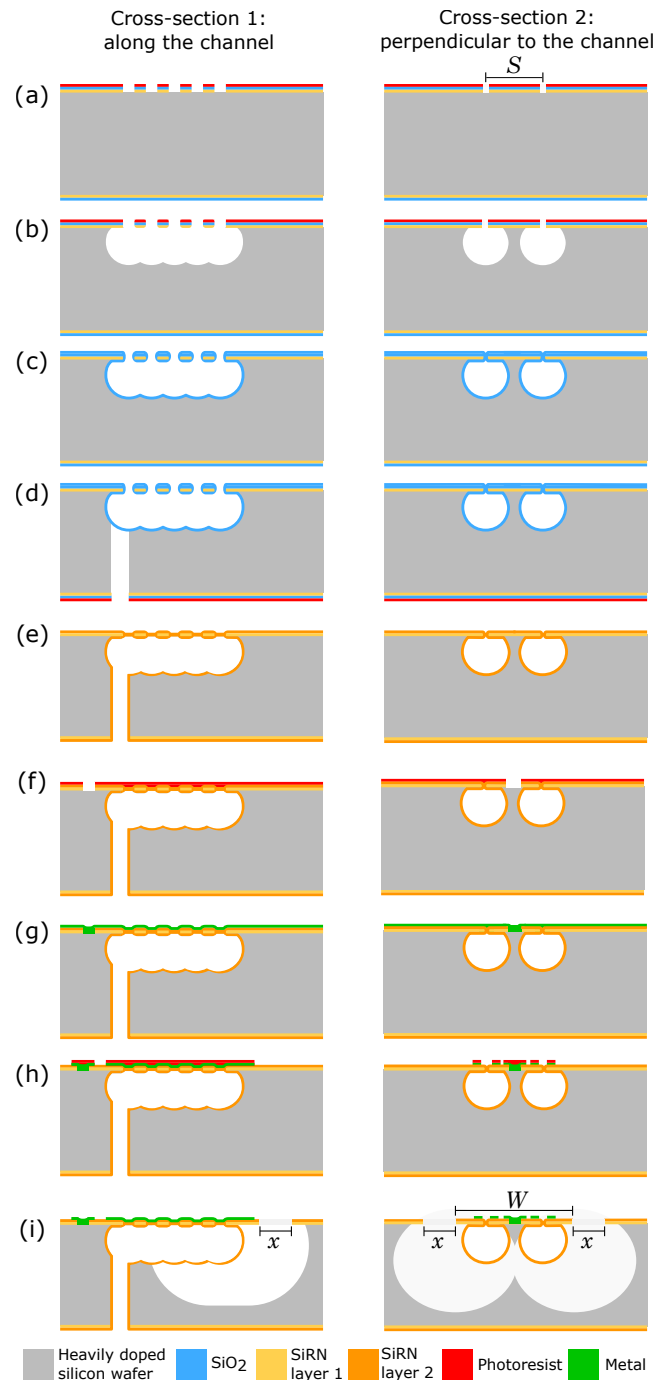 Cross-section 1:
along the channel
Cross-section 2:
perpendicular to the channel
(a)
S
(b)
(c)
(d)
(e)
(f)
(g)
(h)
(i)
x
W
x
x
Heavily doped
silicon wafer
SiO₂
SiRN
layer 1
SiRN
layer 2
Photoresist
Metal